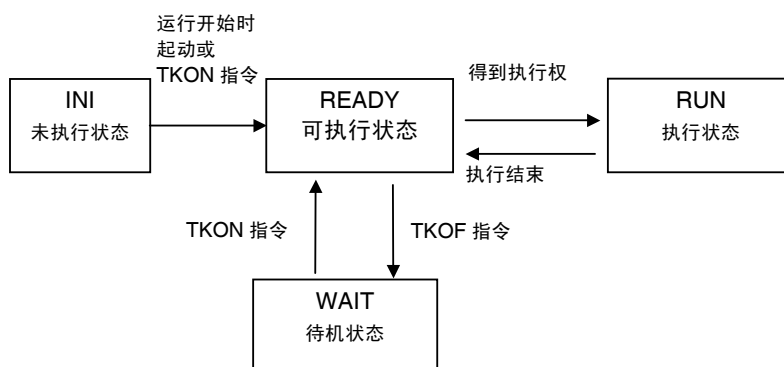 运行开始时
起动或
TKON 指令
INI
未执行状态
READY
可执行状态
得到执行权
执行结束
RUN
执行状态
TKON 指令
TKOF 指令
WAIT
待机状态